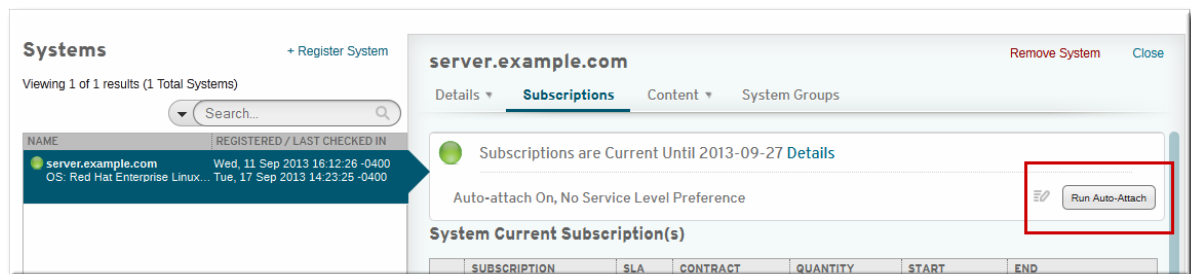 Systems
+ Register System
Viewing 1 of 1 results (1 Total Systems)
Search...
NAME
REGISTERED / LAST CHECKED IN
server.example.com
Wed, 11 Sep 2013 16:12:26 -0400
OS: Red Hat Enterprise Linux...
Tue, 17 Sep 2013 14:23:25 -0400
server.example.com
Remove System
Close
Details
Subscriptions
Content
System Groups
Subscriptions are Current Until 2013-09-27 Details
Auto-attach On, No Service Level Preference
Run Auto-Attach
System Current Subscription(s)
SUBSCRIPTION
SLA
CONTRACT
QUANTITY
START
END